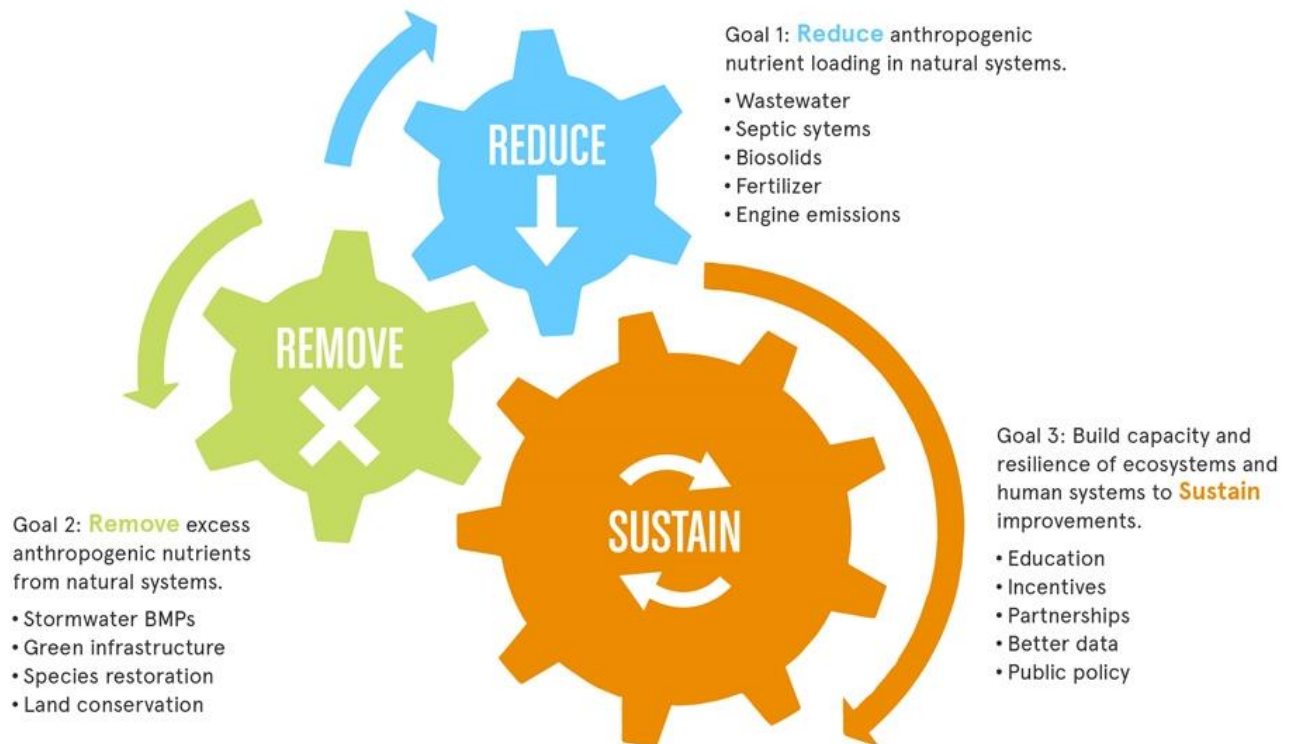 Goal 1: Reduce anthropogenic
nutrient loading in natural systems.
• Wastewater
• Septic sytems
• Biosolids
• Fertilizer
• Engine emissions
REDUCE
REMOVE
Goal 2: Remove excess
anthropogenic nutrients
from natural systems.
• Stormwater BMPs
• Green infrastructure
• Species restoration
• Land conservation
SUSTAIN
Goal 3: Build capacity and
resilience of ecosystems and
human systems to Sustain
improvements.
• Education
• Incentives
• Partnerships
• Better data
• Public policy